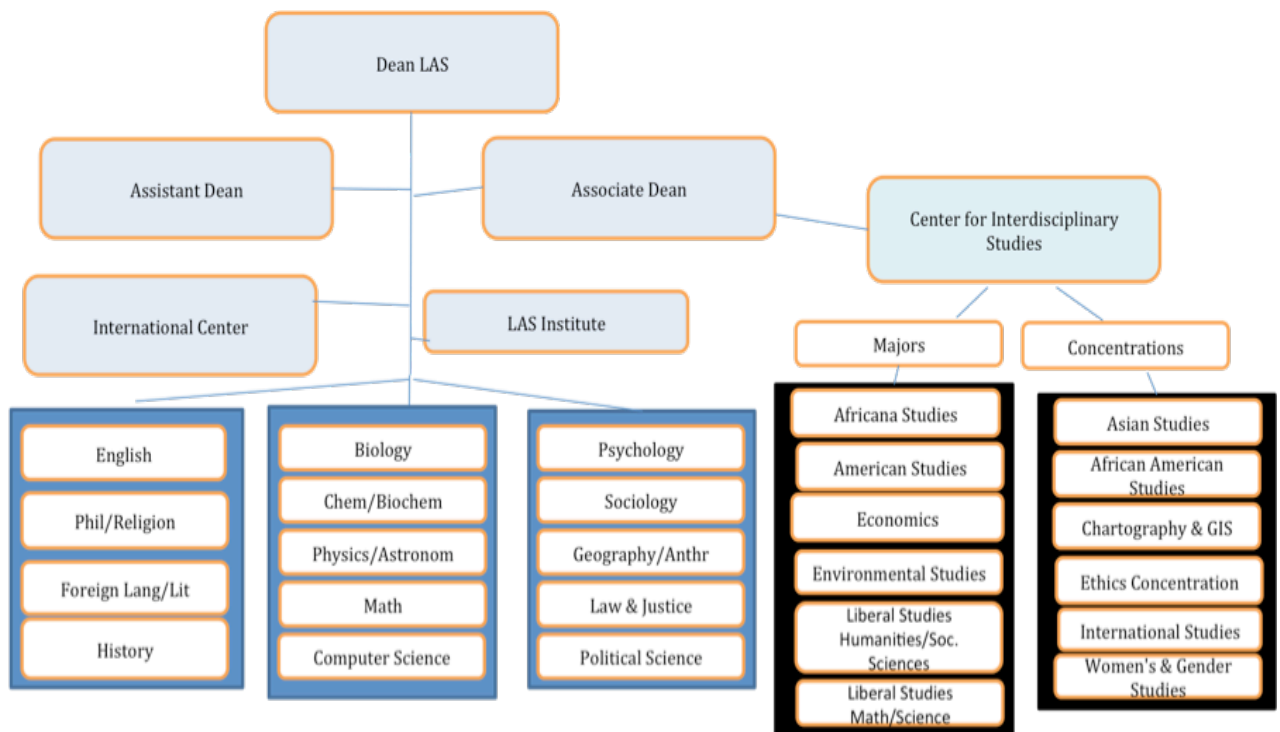 Dean LAS
Assistant Dean
Associate Dean
Center for Interdisciplinary
Studies
International Center
LAS Institute
Majors
Concentrations
English
Phil/Religion
Foreign Lang/Lit
History
Biology
Chem/Biochem
Physics/Astronom
Math
Computer Science
Psychology
Sociology
Geography/Anthr
Law & Justice
Political Science
Africana Studies
American Studies
Economics
Environmental Studies
Liberal Studies
Humanities/Soc.
Sciences
Liberal Studies
Math/Science
Asian Studies
African American
Studies
Chartography & GIS
Ethics Concentration
International Studies
Women's & Gender
Studies